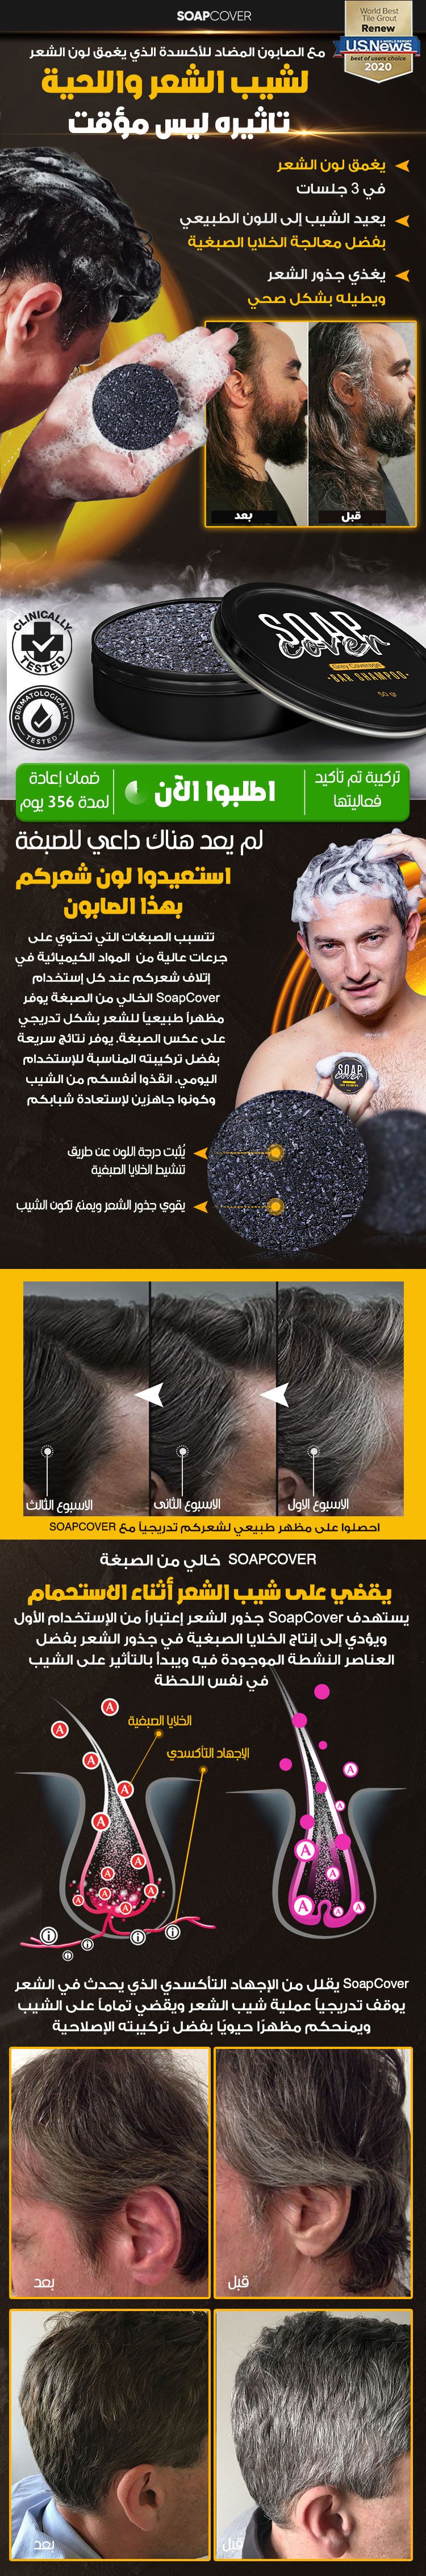 SOAPCOVER
World Best
Tile Grout
Renew
U.S.News
best of users choice
2020
مع الصابون المضاد للأكسدة الذي يغمق لون الشعر
لشيب الشعر واللحية
تاثيره ليس مؤقت
يغمق لون الشعر
في 3 جلسات
يعيد الشيب إلى اللون الطبيعي
بفضل معالجة الخلايا الصبغية
يغذي جذور الشعر
ويطيله بشكل صحي
قبل
بعد
CLINICALLY
TESTED
DERMATOLOGICALLY
TESTED
SOAP
Cover
Grey Coverage
BAR SHAMPOO
50 gr
تركيبة تم تأكيد
فعاليتها
اطلبوا الآن
ضمان إعادة
لمدة 356 يوم
لم يعد هناك داعي للصبغة
استعيدوا لون شعركم
بهذا الصابون
تتسبب الصبغات التي تحتوي على
جرعات عالية من المواد الكيميائية في
إتلاف شعركم عند كل إستخدام
SoapCover الخالي من الصبغة يوفر
مظهراً طبيعياً للشعر بشكل تدريجي
على عكس الصبغة. يوفر نتائج سريعة
بفضل تركيبته المناسبة للإستخدام
اليومي. انقذوا أنفسكم من الشيب
وكونوا جاهزين لإستعادة شبابكم
SOAP
Cover
يُثبت درجة اللون عن طريق
تنشيط الخلايا الصبغية
يقوي جذور الشعر ويمنع تكون الشيب
الاسبوع الاول
الاسبوع الثانى
الاسبوع الثالث
احصلوا على مظهر طبيعي لشعركم تدريجياً مع SOAPCOVER
SOAPCOVER خالي من الصبغة
يقضي على شيب الشعر أثناء الاستحمام
يستهدف SoapCover جذور الشعر إعتباراً من الإستخدام الأول
ويؤدي إلى إنتاج الخلايا الصبغية في جذور الشعر بفضل
العناصر النشطة الموجودة فيه ويبدأ بالتأثير على الشيب
في نفس اللحظة
الخلايا الصبغية
الإجهاد التأكسدي
SoapCover يقلل من الإجهاد التأكسدي الذي يحدث في الشعر
يوقف تدريجياً عملية شيب الشعر ويقضي تماماً على الشيب
ويمنحكم مظهرًا حيويًا بفضل تركيبته الإصلاحية
قبل
بعد
قبل
بعد